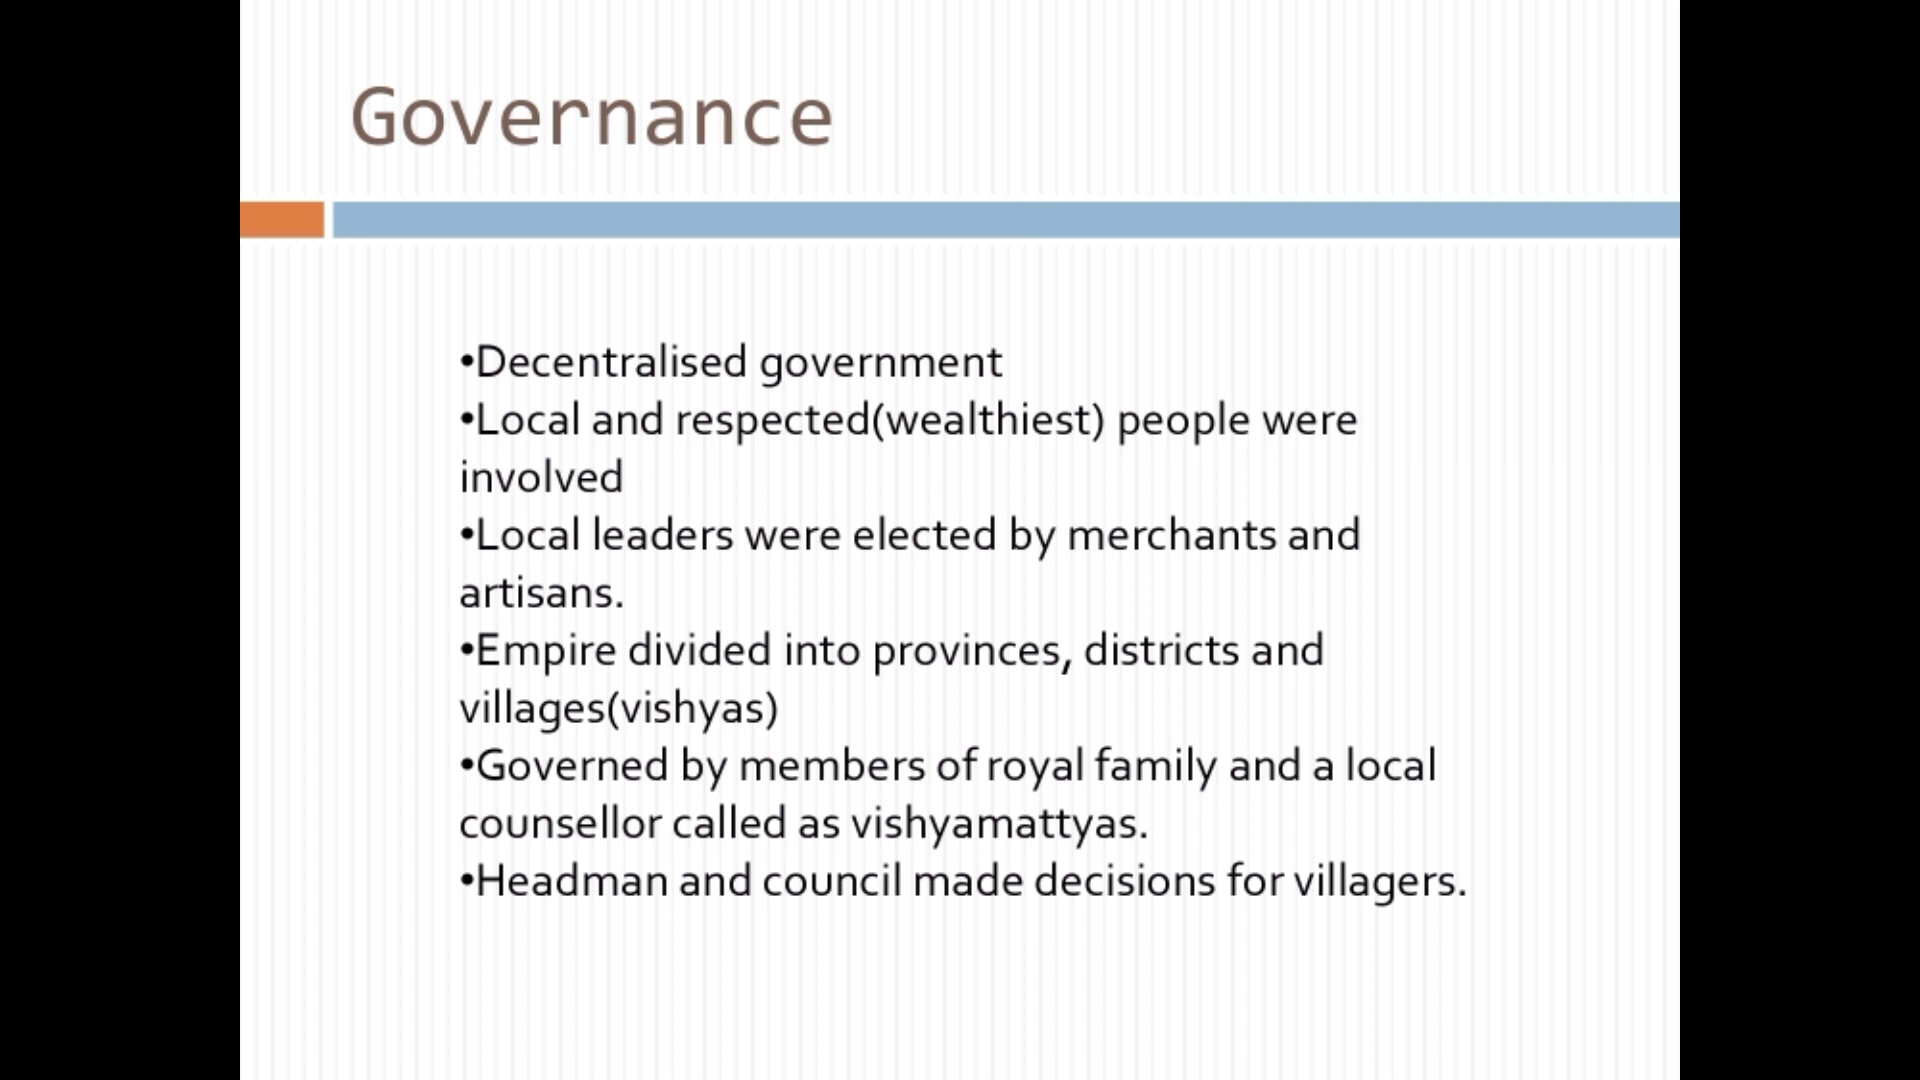 Governance
•Decentralised government
•Local and respected(wealthiest) people were
involved
•Local leaders were elected by merchants and
artisans.
•Empire divided into provinces, districts and
villages(vishyas)
•Governed by members of royal family and a local
counsellor called as vishyamattyas.
•Headman and council made decisions for villagers.